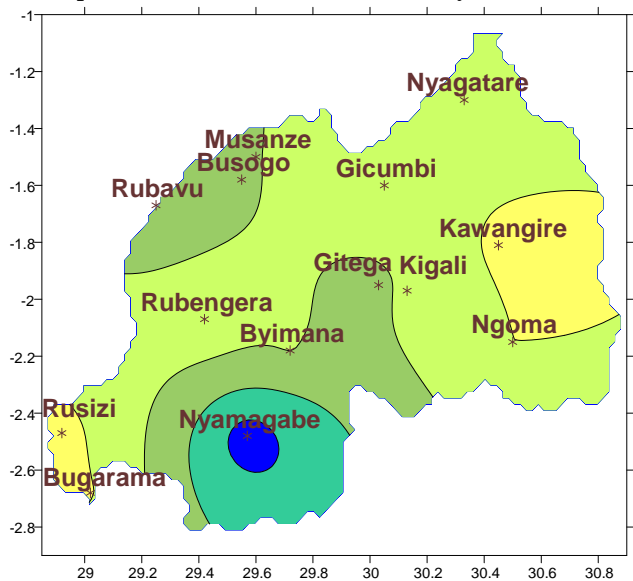 -1
-1.2
Nyagatare
-1.4
Musanze
Busogo
Gicumbi
-1.6
Rubavu
Kawangire
-1.8
Gitega Kigali
-2
Rubengera
Byimana
Ngoma
-2.2
-2.4
Rusizi
Nyamagabe
-2.6
Bugarama
-2.8
29 29.2 29.4 29.6 29.8 30 30.2 30.4 30.6 30.8